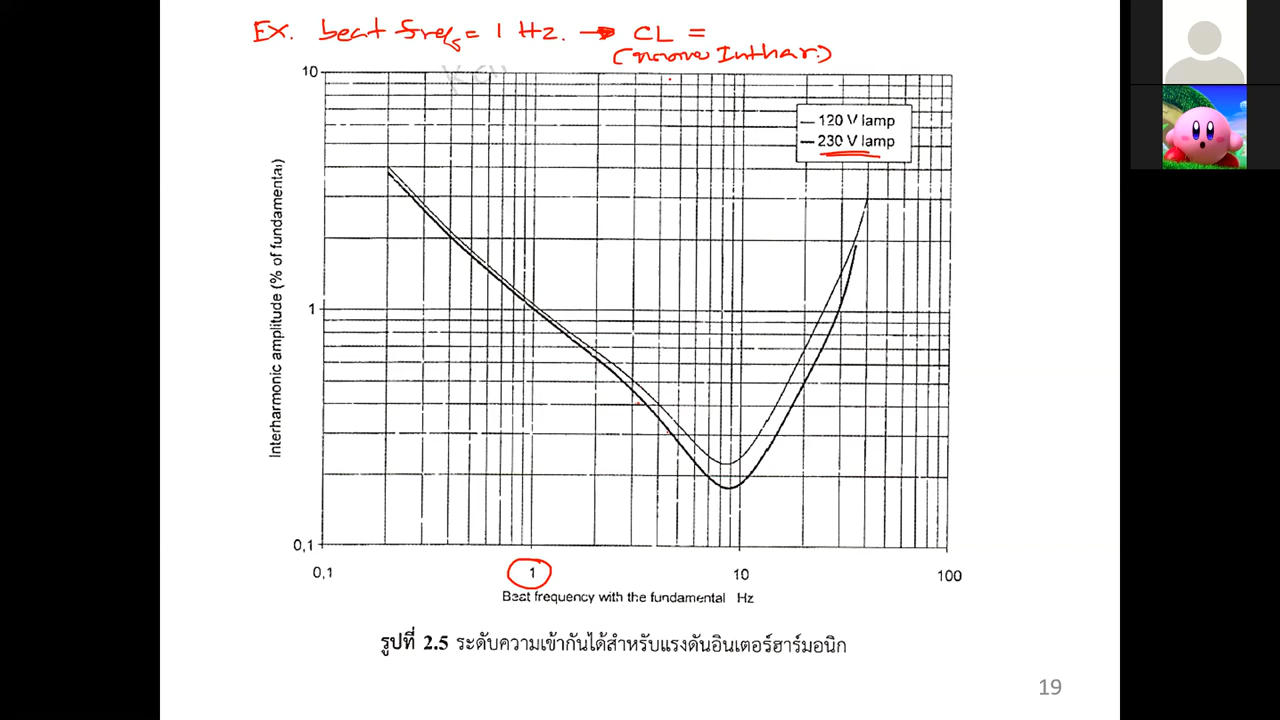 EX. beat freq = 1 Hz. → CL =
Inthar.)
10
120 V lamp
230 V lamp
Interharmonic amplitude (% of fundamental)
1
0,1
0,1 1 10 100
Beat frequency with the fundamental Hz
รูปที่ 2.5 ระดับความเข้ากันได้สำหรับแรงดันอินเตอร์ฮาร์มอนิก
19